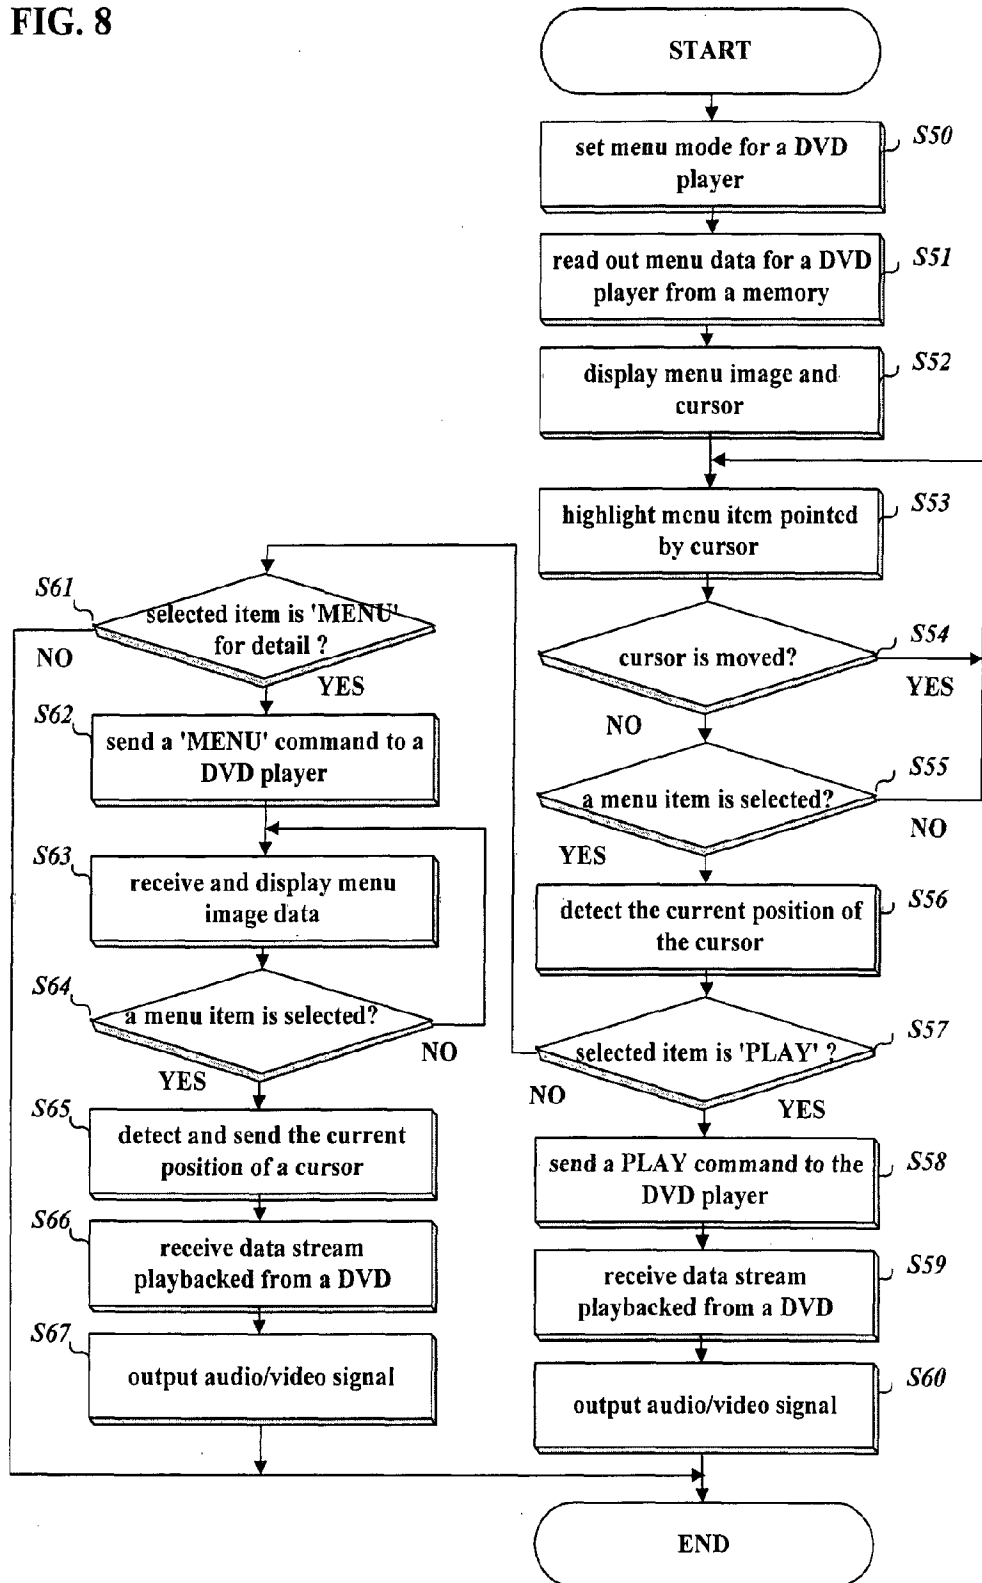 FIG. 8
START
S50
set menu mode for a DVD
player
S51
read out menu data for a DVD
player from a memory
S52
display menu image and
cursor
S53
highlight menu item pointed
by cursor
S54
cursor is moved?
YES
NO
S55
a menu item is selected?
NO
YES
S56
detect the current position of
the cursor
S57
selected item is 'PLAY' ?
NO
YES
S58
send a PLAY command to the
DVD player
S59
receive data stream
playbacked from a DVD
S60
output audio/video signal
S61
selected item is 'MENU'
for detail ?
NO
YES
S62
send a 'MENU' command to a
DVD player
S63
receive and display menu
image data
S64
a menu item is selected?
NO
YES
S65
detect and send the current
position of a cursor
S66
receive data stream
playbacked from a DVD
S67
output audio/video signal
END